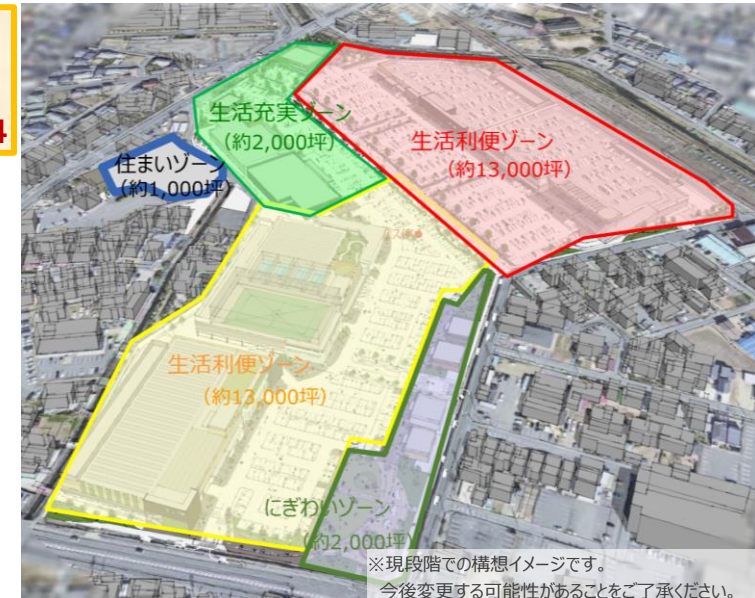 4
生活充実ゾーン
(約2,000坪)
生活利便ゾーン
(約13,000坪)
住まいゾーン
(約1,000坪)
生活利便ゾーン
(約13,000坪)
にぎわいゾーン
(約2,000坪)
※現段階での構想イメージです。
今後変更する可能性があることをご了承ください。